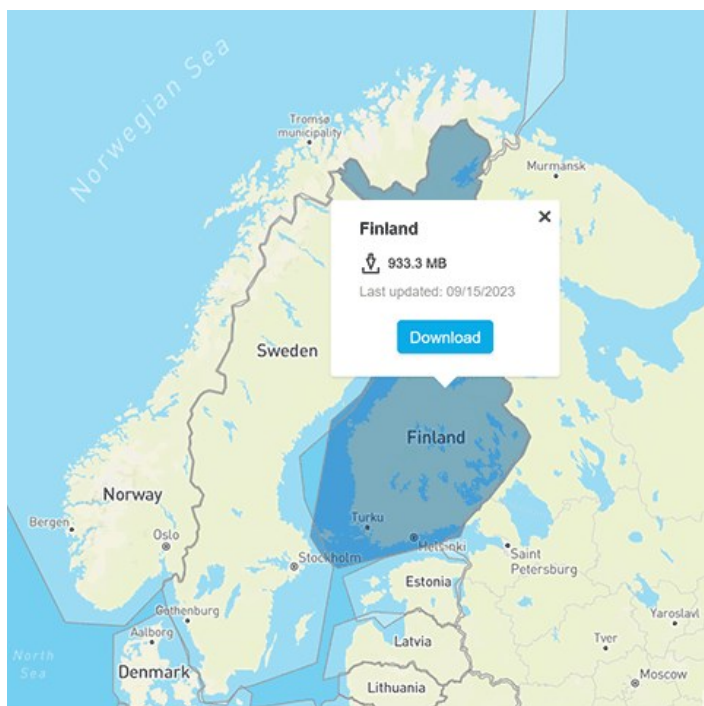 Norwegian Sea
Tromsø
municipality
Murmansk
Finland
933.3 MB
Last updated: 09/15/2023
Download
Sweden
Finland
Norway
Turku
Bergen
Oslo
Helsinki
Stockholm
Saint
Petersburg
Estonia
Gothenburg
Yaroslavl
Aalborg
Tver
Latvia
North
Sea
Denmark
Moscow
Lithuania